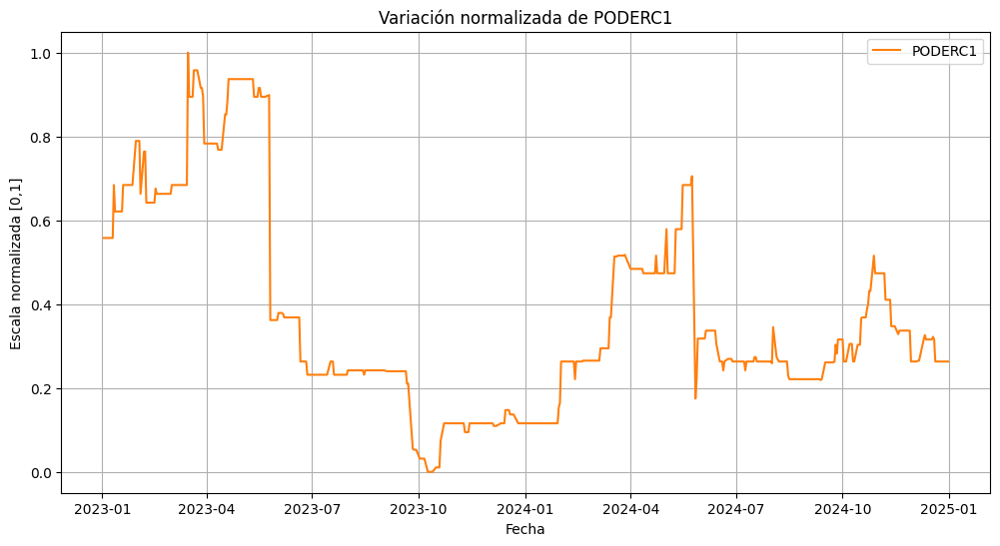 Variación normalizada de PODERC1
PODERC1
Escala normalizada [0,1]
1.0
0.8
0.6
0.4
0.2
0.0
2023-01 2023-04 2023-07 2023-10 2024-01 2024-04 2024-07 2024-10 2025-01
Fecha